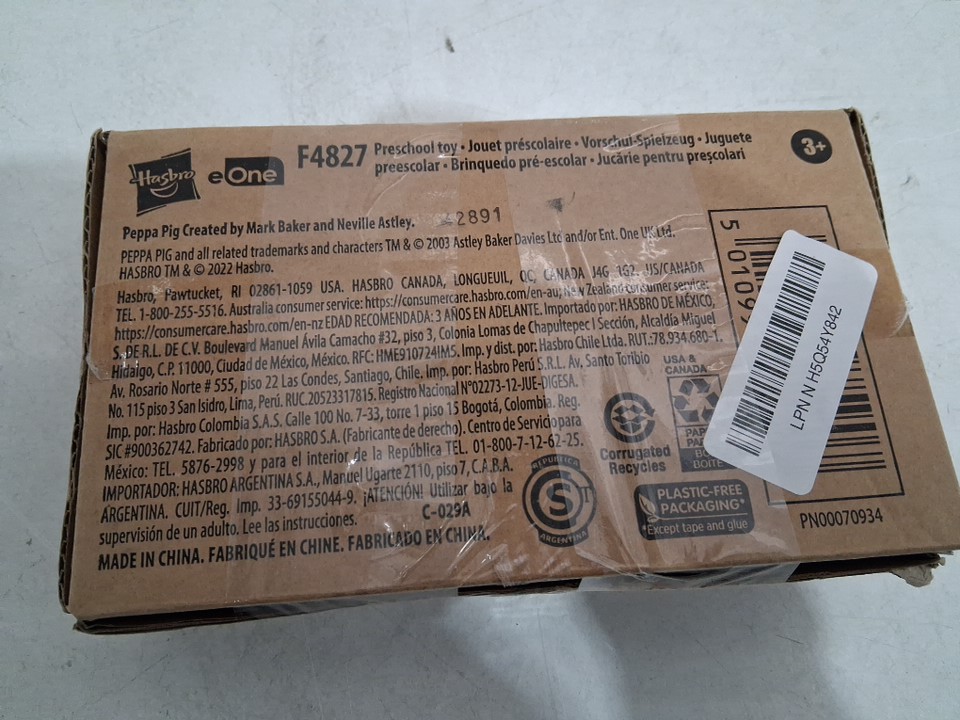 Hasbro eOne F4827 Preschool toy • Jouet préscolaire • Vorschul-Spielzeug • Juguete
preescolar • Brinquedo pré-escolar • Jucărie pentru preșcolari
3+
Peppa Pig Created by Mark Baker and Neville Astley.
2891
PEPPA PIG and all related trademarks and characters TM & © 2003 Astley Baker Davies Ltd and/or Ent. One UK Ltd.
HASBRO TM & © 2022 Hasbro.
Hasbro, Pawtucket, RI 02861-1059 USA. HASBRO CANADA, LONGUEUIL, QC, CANADA J4G 1G2. US/CANADA
TEL. 1-800-255-5516. Australia consumer service: https://consumercare.hasbro.com/en-au; New Zealand consumer service:
https://consumercare.hasbro.com/en-nz EDAD RECOMENDADA: 3 AÑOS EN ADELANTE. Importado por: HASBRO DE MÉXICO,
S. DE R.L. DE C.V. Boulevard Manuel Ávila Camacho #32, piso 3, Colonia Lomas de Chapultepec I Sección, Alcaldía Miguel
Hidalgo, C.P. 11000, Ciudad de México, México. RFC: HME910724IM5. Imp. y dist. por: Hasbro Chile Ltda. RUT.:78.934.680-1.
Av. Rosario Norte # 555, piso 22 Las Condes, Santiago, Chile. Imp. por: Hasbro Perú S.R.L. Av. Santo Toribio
No. 115 piso 3 San Isidro, Lima, Perú. RUC.20523317815. Registro Nacional N°02273-12-JUE-DIGESA.
Imp. por: Hasbro Colombia S.A.S. Calle 100 No. 7-33, torre 1 piso 15 Bogotá, Colombia. Reg.
SIC #900362742. Fabricado por: HASBRO S.A. (Fabricante de derecho). Centro de Servicio para
México: TEL. 5876-2998 y para el interior de la República TEL. 01-800-7-12-62-25.
IMPORTADOR: HASBRO ARGENTINA S.A., Manuel Ugarte 2110, piso 7, C.A.B.A.
ARGENTINA. CUIT/Reg. Imp. 33-69155044-9. ¡ATENCIÓN! Utilizar bajo la
supervisión de un adulto. Lee las instrucciones. C-029A
MADE IN CHINA. FABRIQUÉ EN CHINE. FABRICADO EN CHINA.
REPUBLICA
S
ARGENTINA
Corrugated
Recycles
USA &
CANADA:
PLASTIC-FREE
PACKAGING*
*Except tape and glue
5 0109
LPN N H5Q54Y842
PN00070934